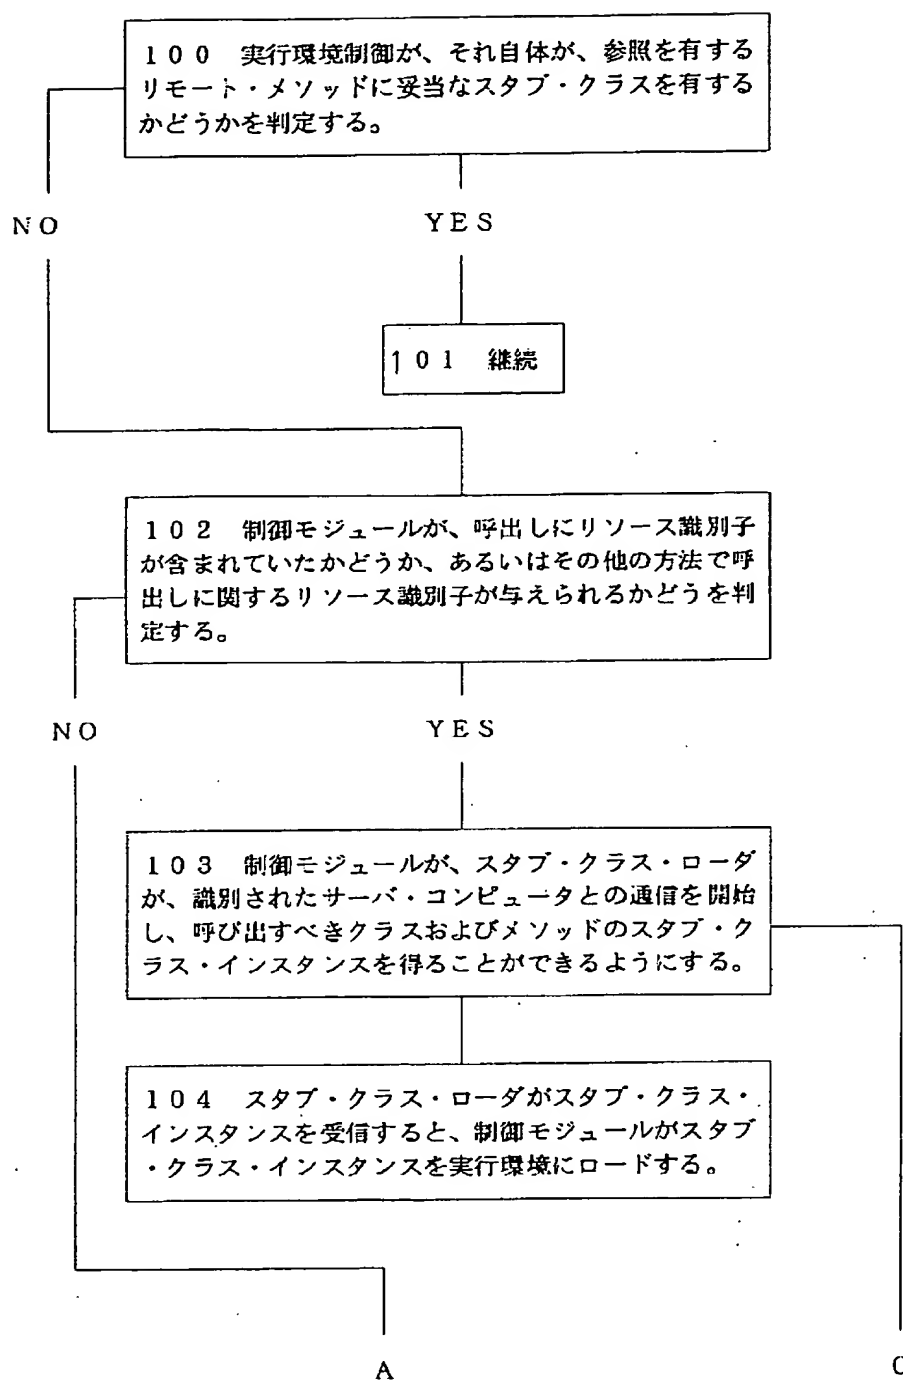 100 実行環境制御が、それ自体が、参照を有する
リモート・メソッドに妥当なスタブ・クラスを有する
かどうかを判定する。
NO
YES
101 継続
102 制御モジュールが、呼出しにリソース識別子
が含まれていたかどうか、あるいはその他の方法で呼
出しに関するリソース識別子が与えられるかどうを判
定する。
NO
YES
103 制御モジュールが、スタブ・クラス・ローダ
が、識別されたサーバ・コンピュータとの通信を開始
し、呼び出すべきクラスおよびメソッドのスタブ・ク
ラス・インスタンスを得ることができるようにする。
104 スタブ・クラス・ローダがスタブ・クラス・
インスタンスを受信すると、制御モジュールがスタブ
・クラス・インスタンスを実行環境にロードする。
A